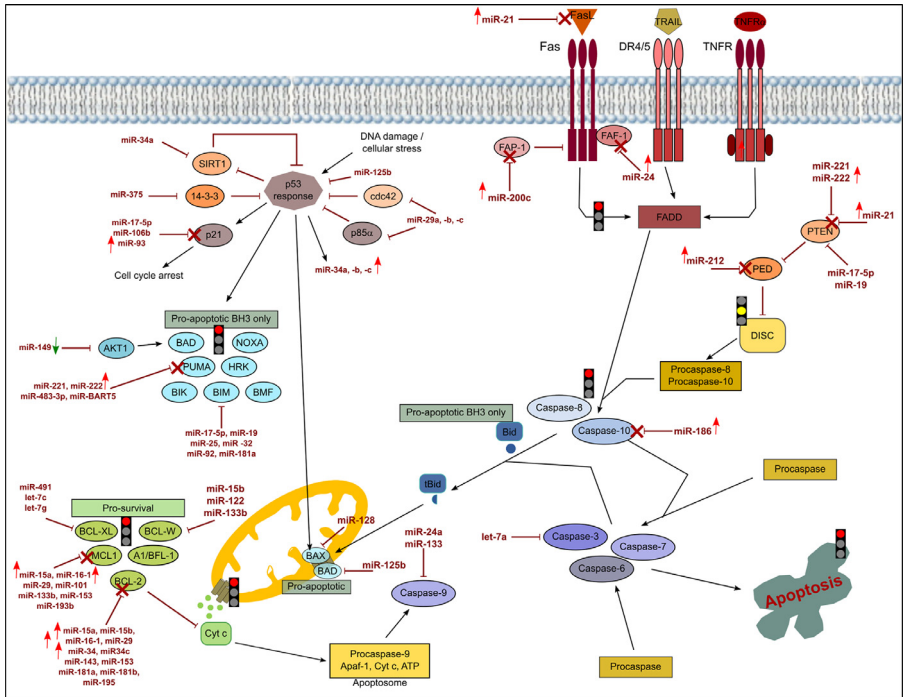 miR-21
FasL
TRAIL
TNFRα
Fas
DR4/5
TNFR
miR-34a
SIRT1
DNA damage /
cellular stress
FAP-1
FAF-1
miR-24
miR-200c
miR-221
miR-222
miR-21
miR-375
14-3-3
p53
response
miR-125b
cdc42
miR-29a, -b, -c
p85α
FADD
PTEN
miR-17-5p
miR-106b
miR-93
p21
Cell cycle arrest
miR-34a, -b, -c
miR-212
PED
miR-17-5p
miR-19
Pro-apoptotic BH3 only
miR-149
AKT1
BAD
NOXA
PUMA
HRK
BIK
BIM
BMF
miR-221, miR-222
miR-483-3p, miR-BART5
miR-17-5p, miR-19
miR-25, miR -32
miR-92, miR-181a
DISC
Procaspase-8
Procaspase-10
Caspase-8
Pro-apoptotic BH3 only
Bid
Caspase-10
miR-186
tBid
Procaspase
miR-491
let-7c
let-7g
Pro-survival
miR-15b
miR-122
miR-133b
BCL-XL
BCL-W
MCL1
A1/BFL-1
BCL-2
miR-15a, miR-16-1
miR-29, miR-101
miR-133b, miR-153
miR-193b
miR-15a, miR-15b,
miR-16-1, miR-29
miR-34, miR34c
miR-143, miR-153
miR-181a, miR-181b,
miR-195
miR-128
BAX
BAD
Pro-apoptotic
miR-125b
miR-24a
miR-133
Caspase-9
Cyt c
Procaspase-9
Apaf-1, Cyt c, ATP
Apoptosome
let-7a
Caspase-3
Caspase-7
Caspase-6
Procaspase
Apoptosis